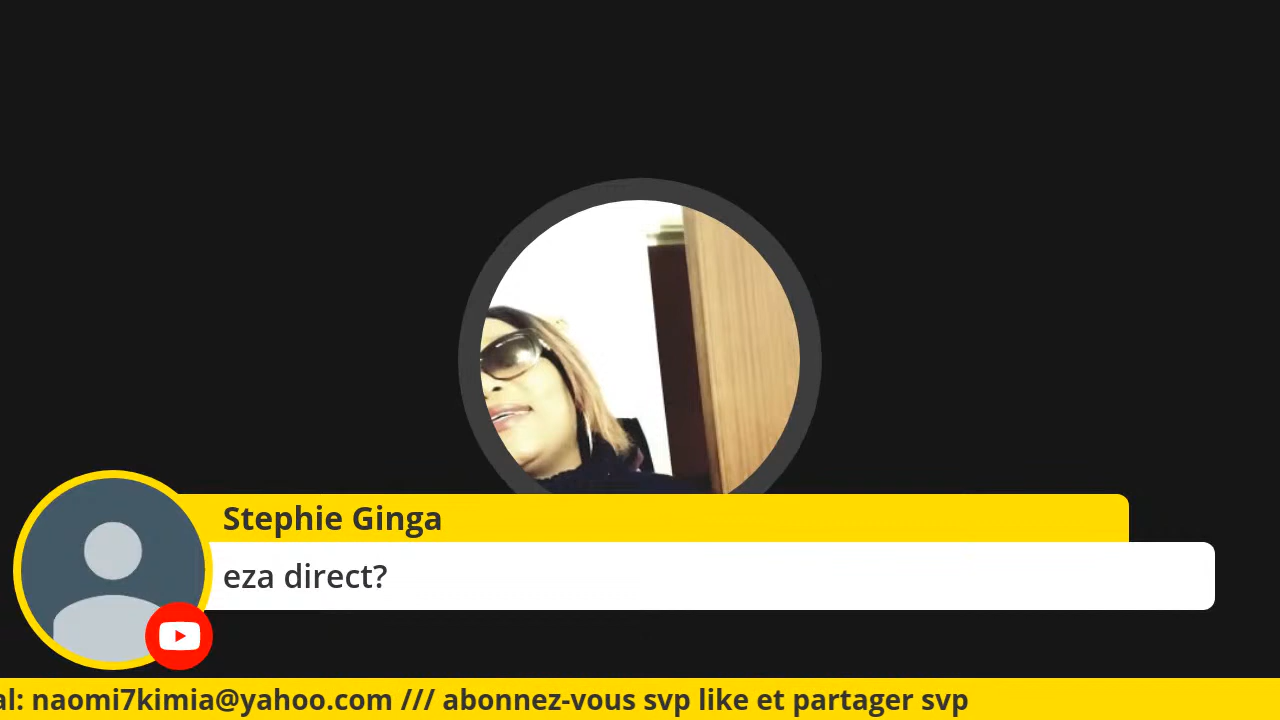 Stephie Ginga
eza direct?
al: naomi7kimia@yahoo.com /// abonnez-vous svp like et partager svp